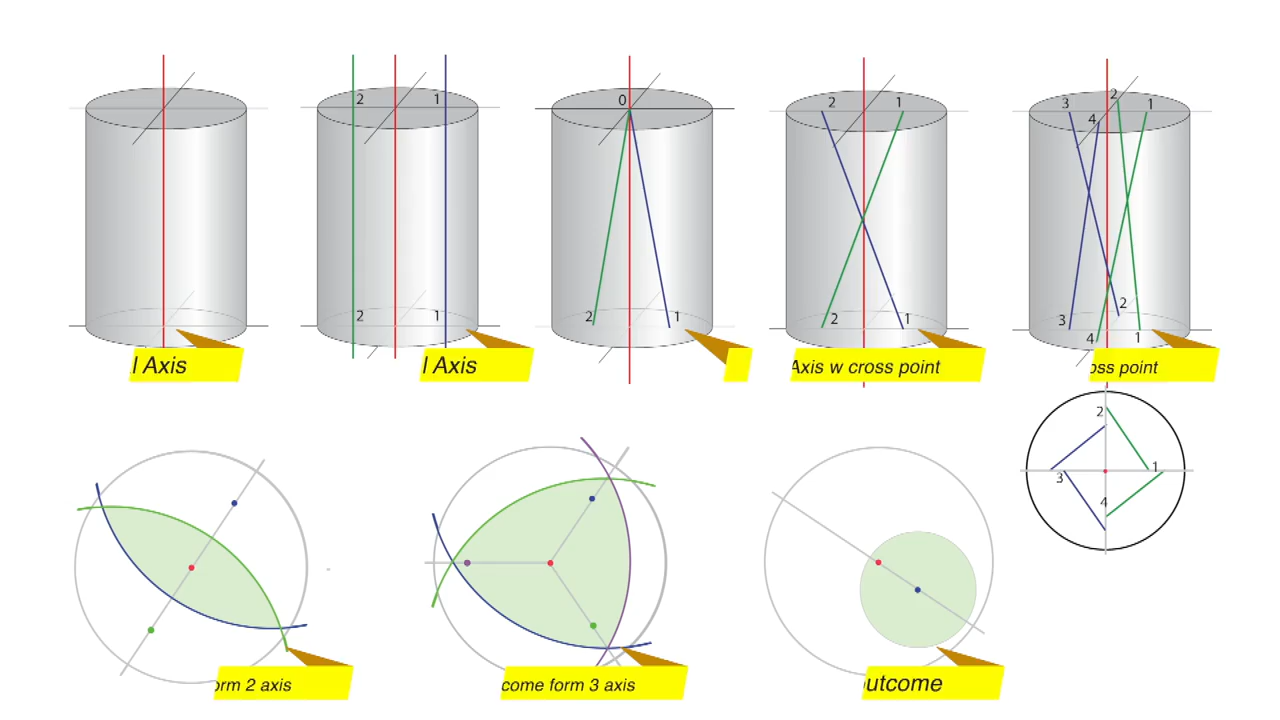 2 1
0
2 1
3 2 1
4
2 1
2 1
2 1
3 2
4 1
l Axis
l Axis
Axis w cross point
oss point
2
1
3
4
orm 2 axis
come form 3 axis
utcome